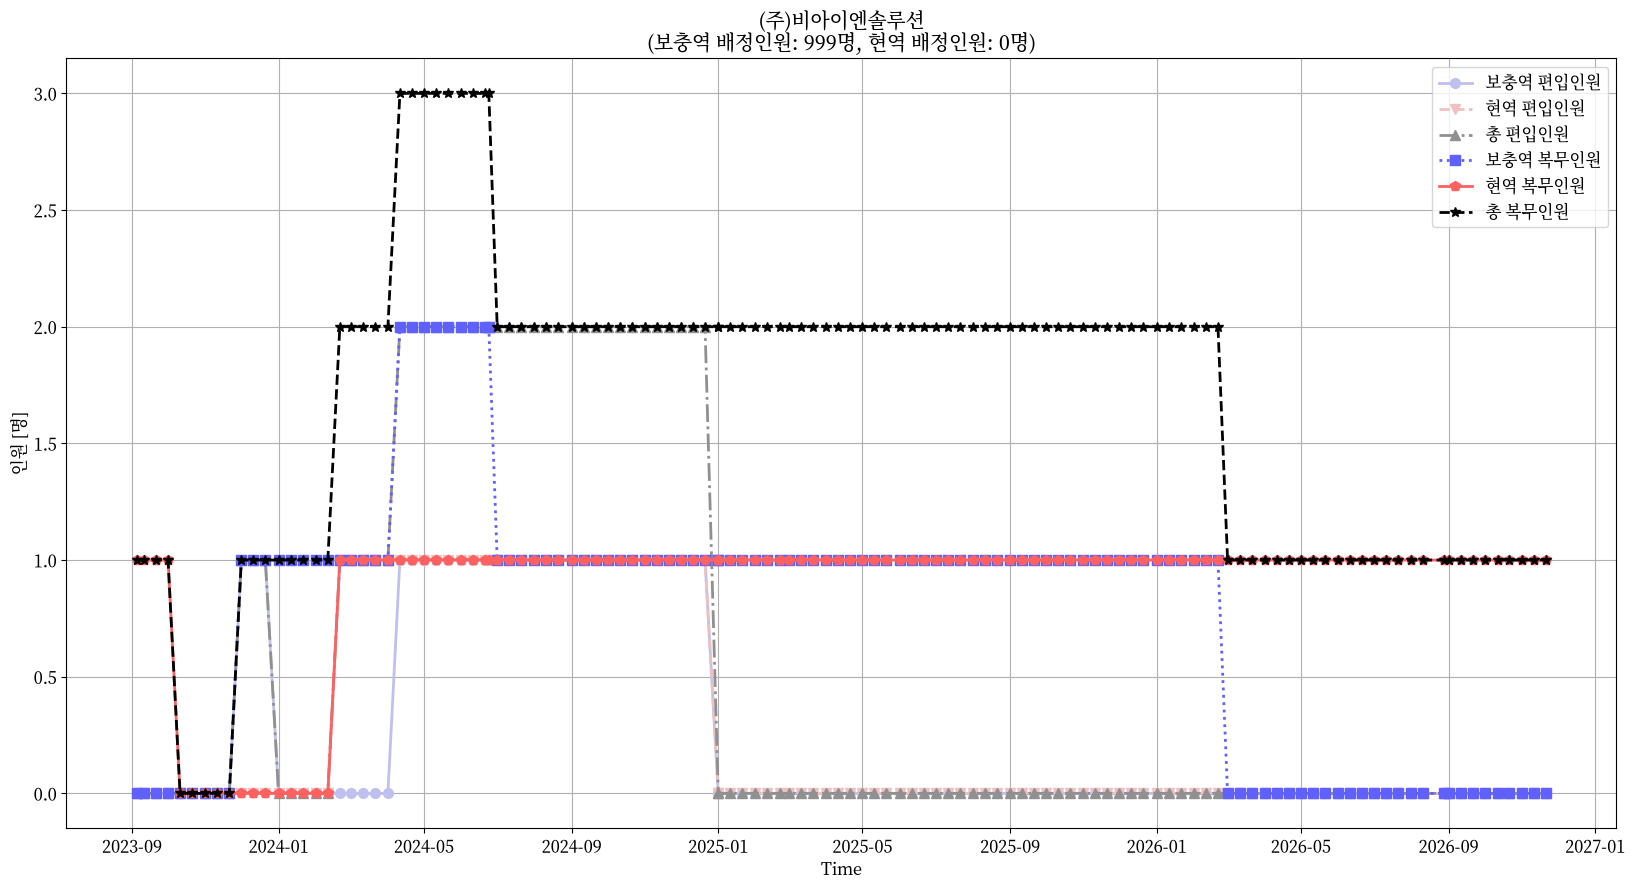 (주)비아이엔솔루션
(보충역 배정인원: 999명, 현역 배정인원: 0명)
보충역 편입인원
현역 편입인원
총 편입인원
보충역 복무인원
현역 복무인원
총 복무인원
인원 [명]
3.0
2.5
2.0
1.5
1.0
0.5
0.0
2023-09 2024-01 2024-05 2024-09 2025-01 2025-05 2025-09 2026-01 2026-05 2026-09 2027-01
Time